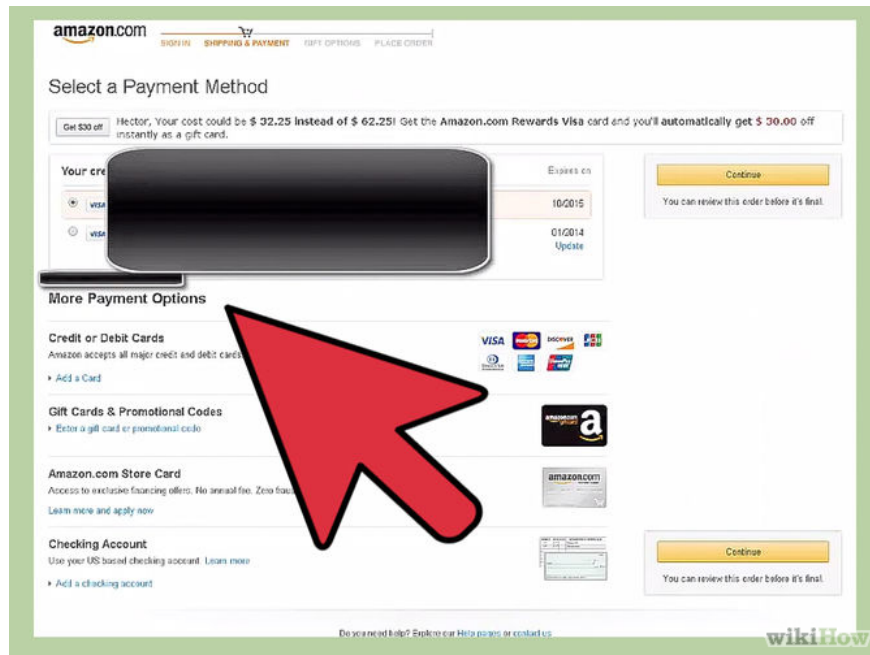 amazon.com
SIGN IN SHIPPING & PAYMENT GIFT OPTIONS PLACE ORDER
Select a Payment Method
Get $30 off
Hector, Your cost could be $ 32.25 instead of $ 62.25! Get the Amazon.com Rewards Visa card and you'll automatically get $ 30.00 off
instantly as a gift card.
Your cre
Expires on
VISA
10/2015
VISA
01/2014
Update
Continue
You can review this order before it's final.
More Payment Options
Credit or Debit Cards
Amazon accepts all major credit and debit cards
Add a Card
VISA MasterCard DISCOVER JCB
Gift Cards & Promotional Codes
Enter a gift card or promotional code
a
Amazon.com Store Card
Access to exclusive financing offers. No annual fee. Zero
Learn more and apply now
amazon.com
Checking Account
Use your US based checking account. Learn more
Add a checking account
Continue
You can review this order before it's final.
Do you need help? Explore our Help pages or contact us
wikiHow